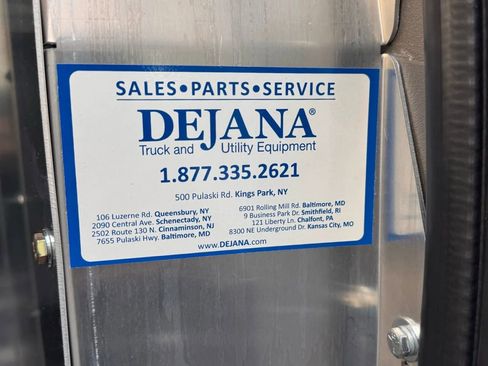 SALES•PARTS•SERVICE
DEJANA®
Truck and Utility Equipment
1.877.335.2621
500 Pulaski Rd. Kings Park, NY
106 Luzerne Rd. Queensbury, NY
2090 Central Ave. Schenectady, NY
2502 Route 130 N. Cinnaminson, NJ
7655 Pulaski Hwy. Baltimore, MD
6901 Rolling Mill Rd. Baltimore, MD
9 Business Park Dr. Smithfield, RI
121 Liberty Ln. Chalfont, PA
8300 NE Underground Dr. Kansas City, MO
www.DEJANA.com